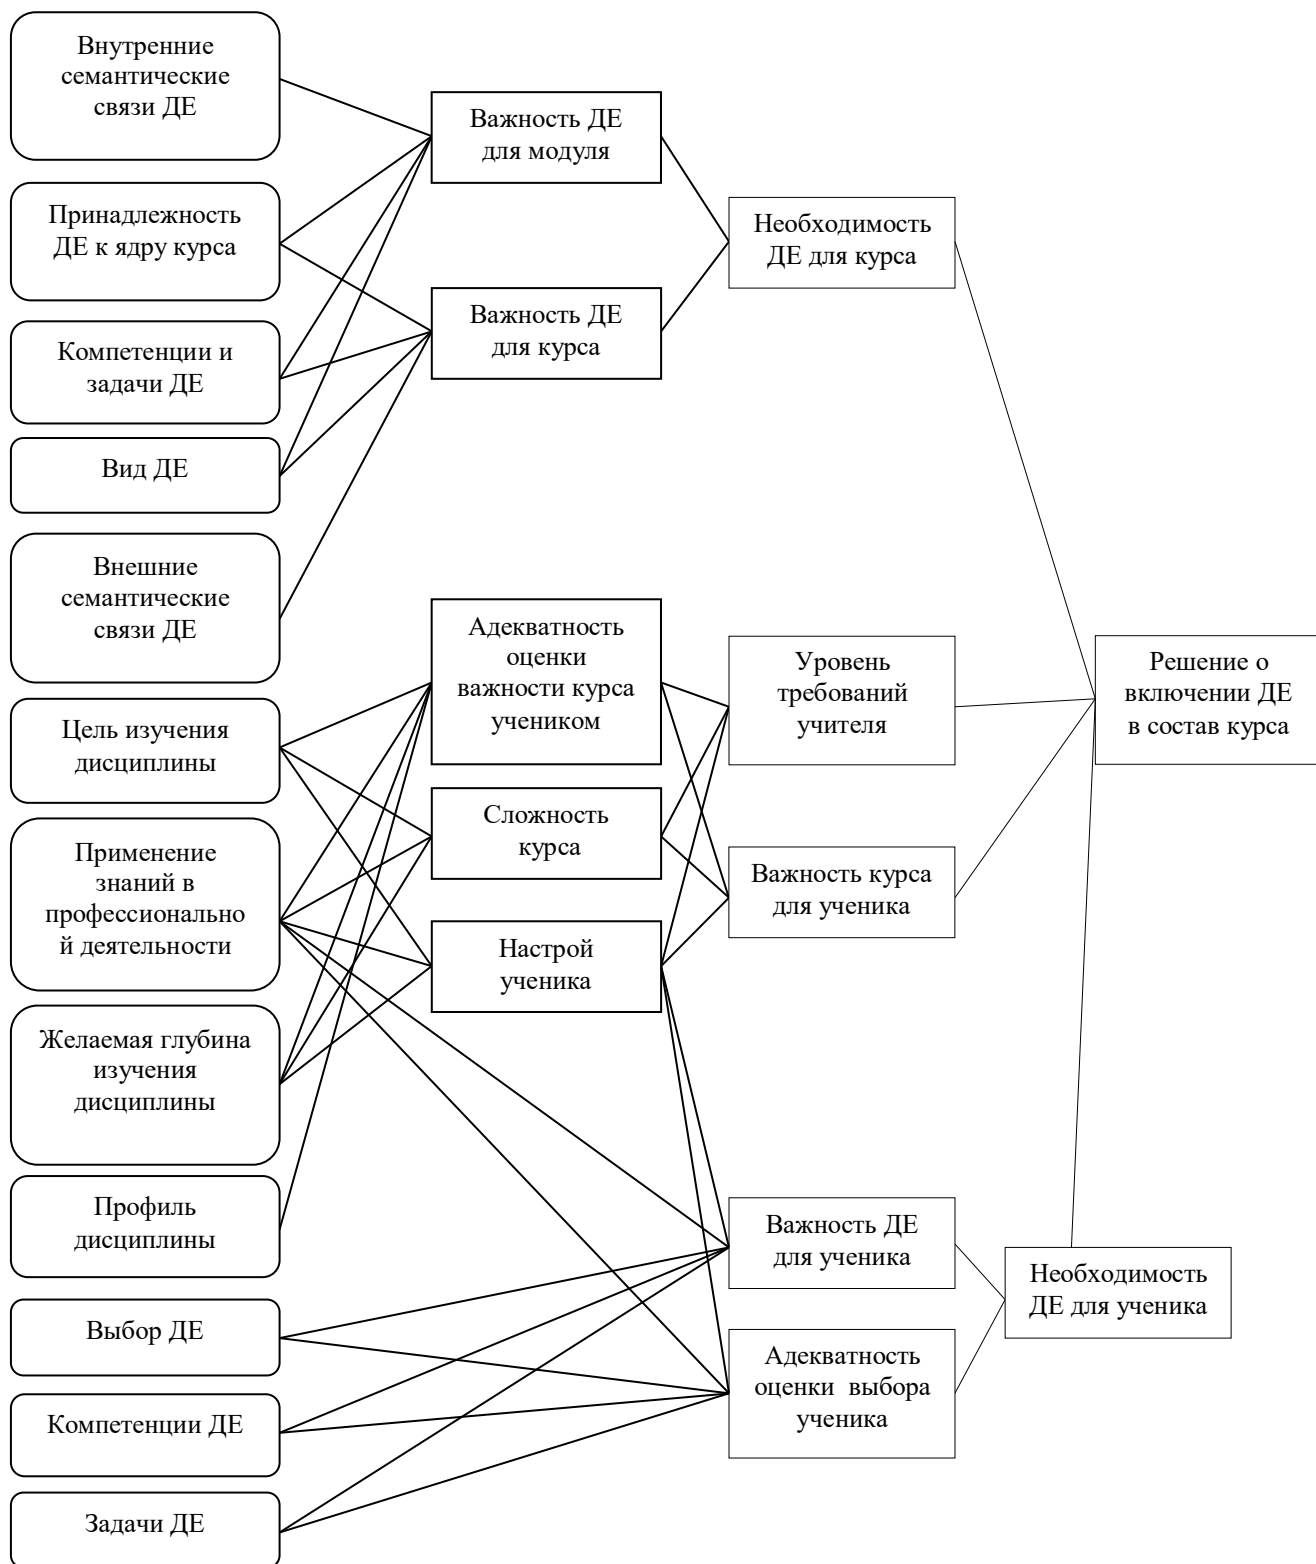 Внутренние
семантические
связи ДЕ
Принадлежность
ДЕ к ядру курса
Компетенции и
задачи ДЕ
Вид ДЕ
Внешние
семантические
связи ДЕ
Цель изучения
дисциплины
Применение
знаний в
профессионально
й деятельности
Желаемая глубина
изучения
дисциплины
Профиль
дисциплины
Выбор ДЕ
Компетенции ДЕ
Задачи ДЕ
Важность ДЕ
для модуля
Важность ДЕ
для курса
Адекватность
оценки
важности курса
учеником
Сложность
курса
Настрой
ученика
Необходимость
ДЕ для курса
Уровень
требований
учителя
Важность курса
для ученика
Важность ДЕ
для ученика
Адекватность
оценки выбора
ученика
Необходимость
ДЕ для ученика
Решение о
включении ДЕ
в состав курса